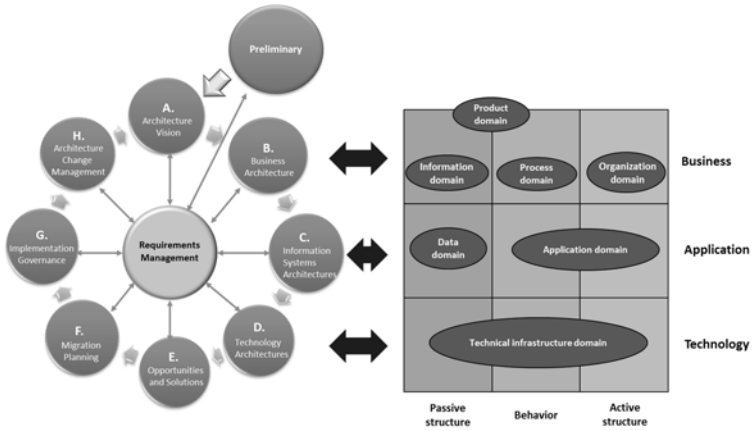 Preliminary
A.
Architecture
Vision
B.
Business
Architecture
C.
Information
Systems
Architectures
D.
Technology
Architectures
E.
Opportunities
and Solutions
F.
Migration
Planning
G.
Implementation
Governance
H.
Architecture
Change
Management
Requirements
Management
Product
domain
Information
domain
Process
domain
Organization
domain
Business
Data
domain
Application domain
Application
Technical infrastructure domain
Technology
Passive
structure
Behavior
Active
structure